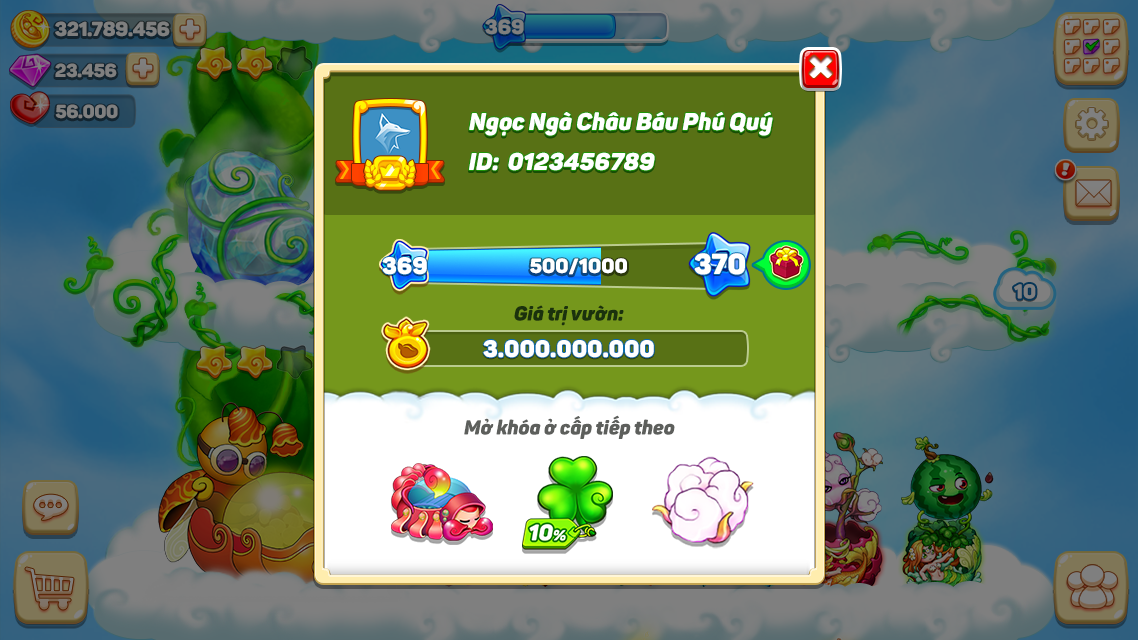 321.789.456
369
23.456
56.000
Ngọc Ngà Châu Báu Phú Quý
ID: 0123456789
369
500/1000
370
Giá trị vườn:
3.000.000.000
10
Mở khóa ở cấp tiếp theo
10%